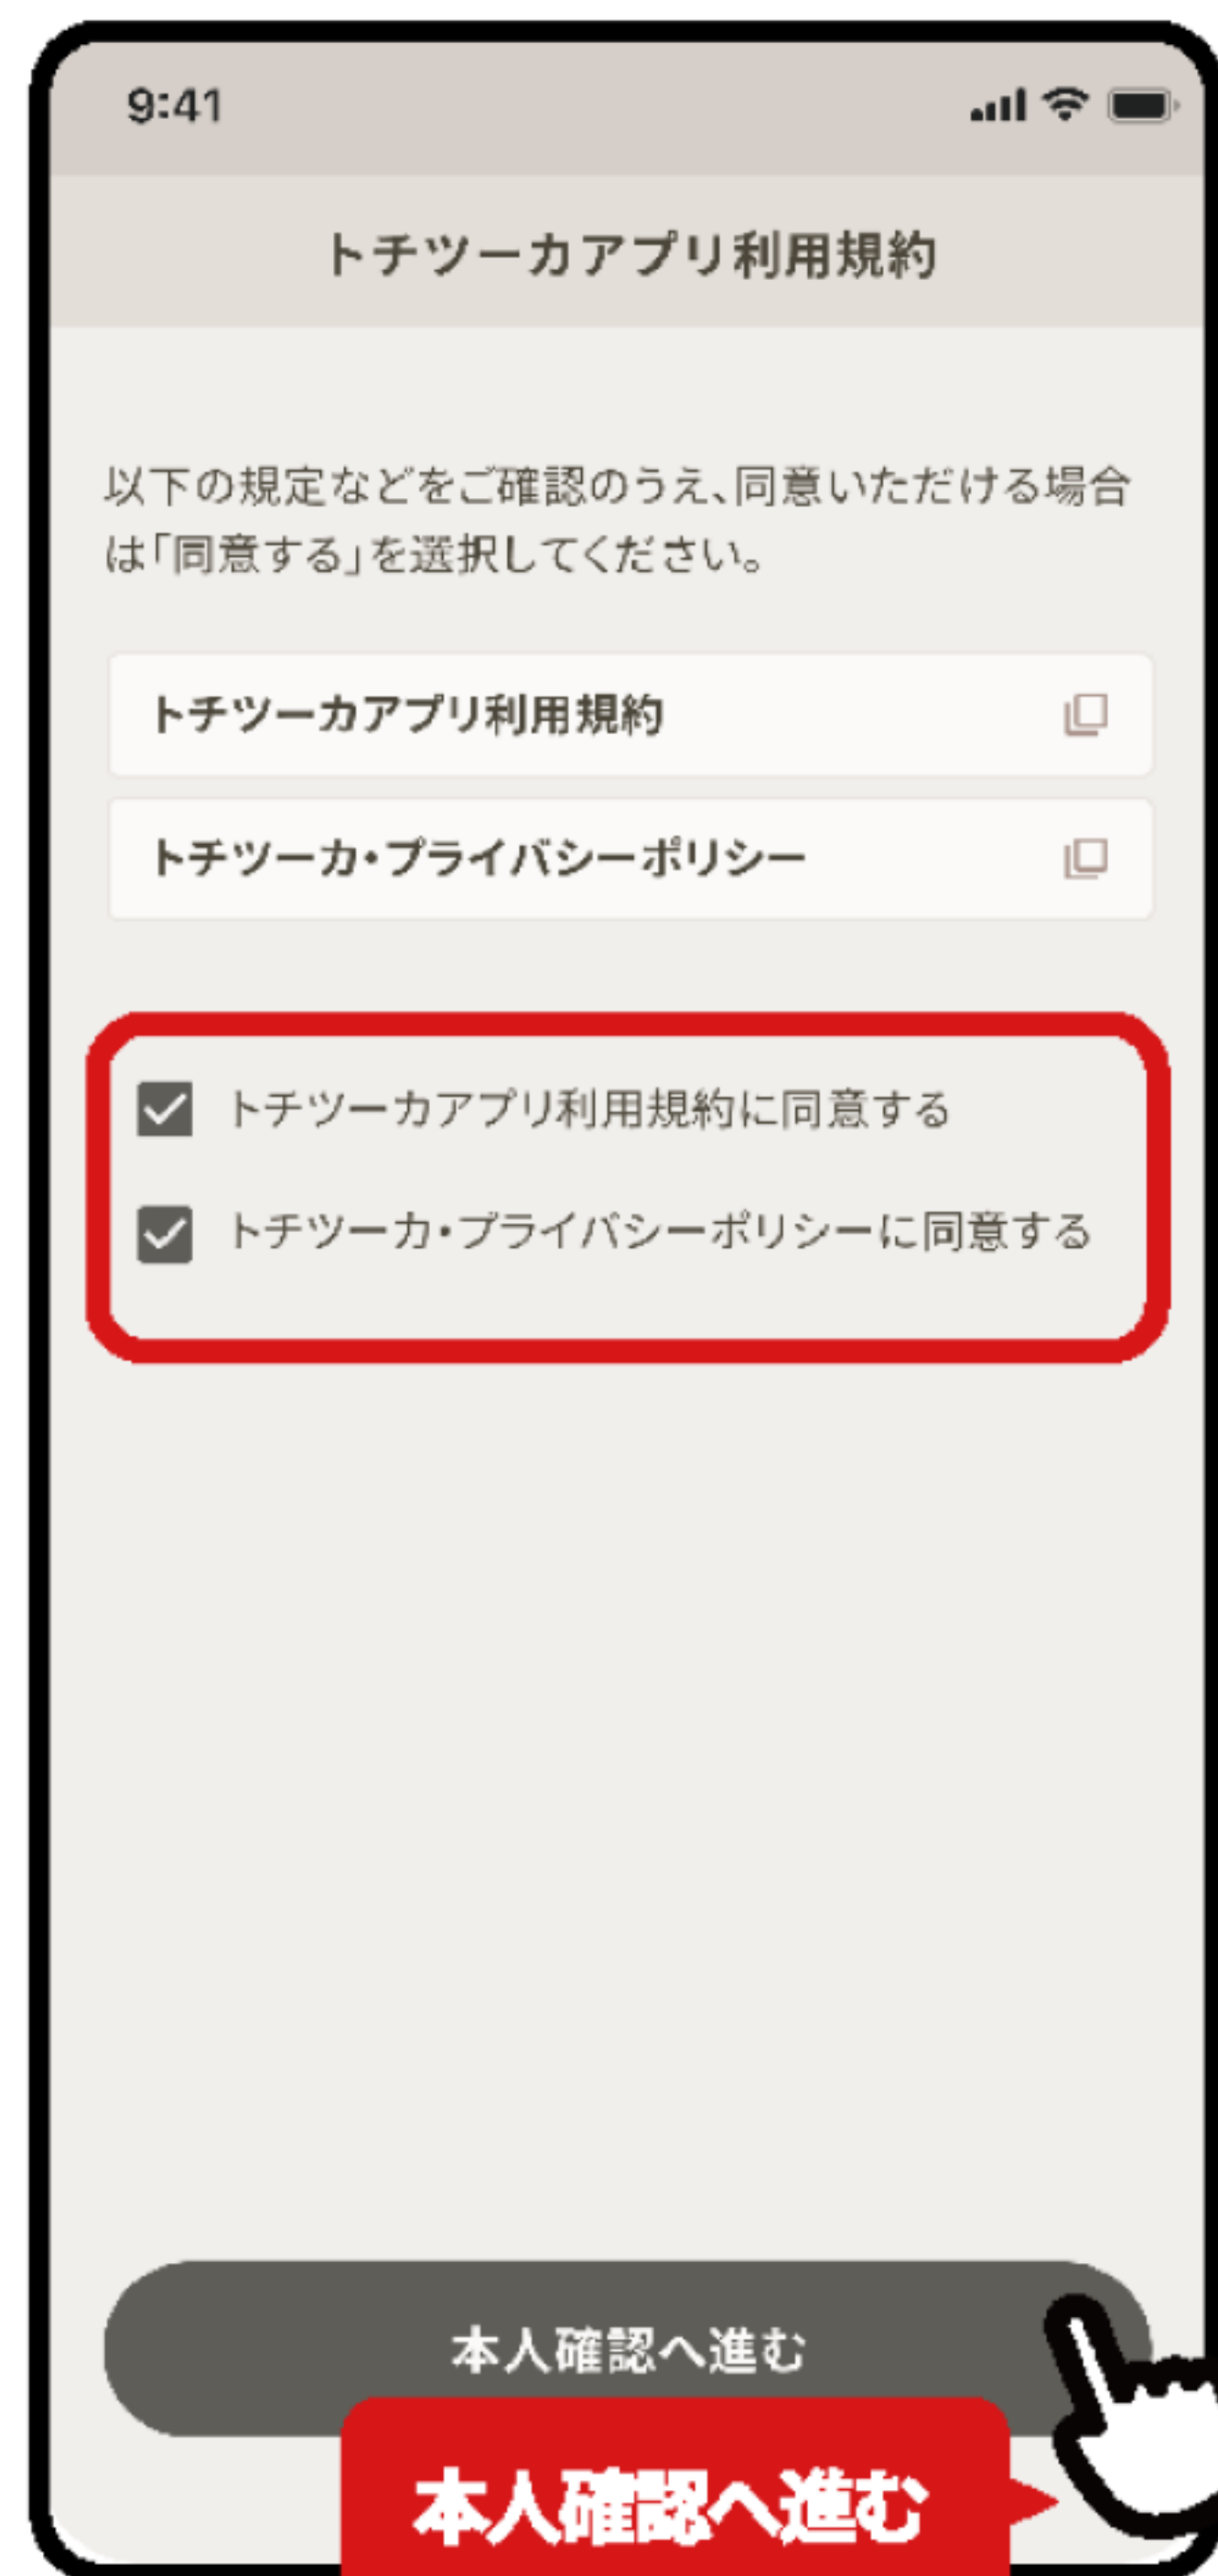 9:41
トチツーカアプリ利用規約
以下の規定などをご確認のうえ、同意いただける場合
は「同意する」を選択してください。
トチツーカアプリ利用規約
トチツーカ・プライバシーポリシー
トチツーカアプリ利用規約に同意する
トチツーカ・プライバシーポリシーに同意する
本人確認へ進む
本人確認へ進む